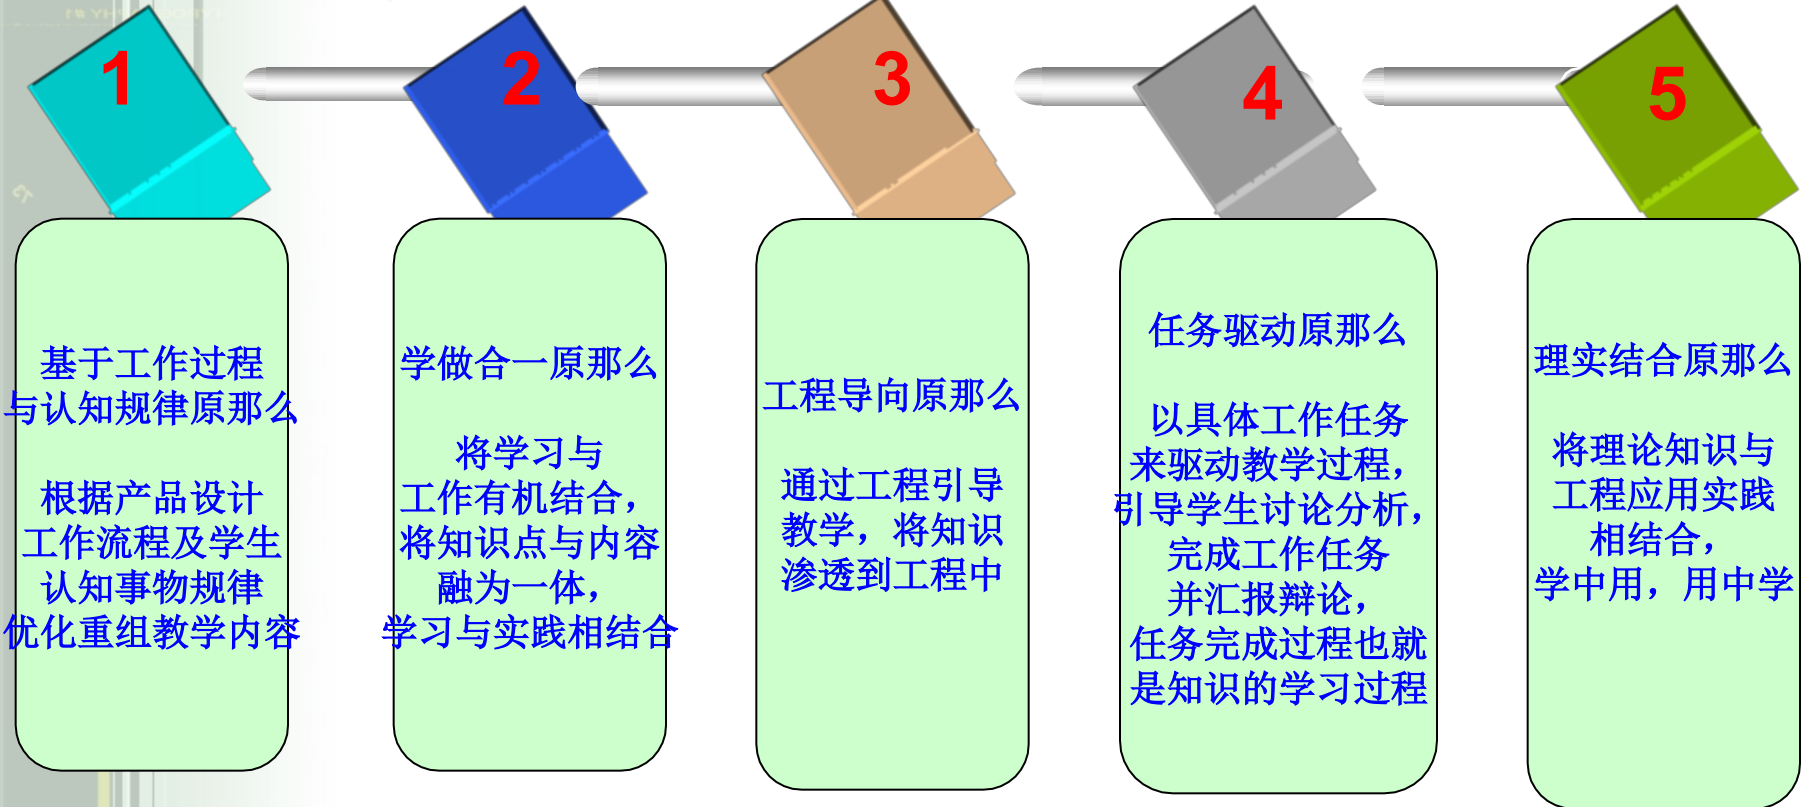 1
基于工作过程
与认知规律原那么
根据产品设计
工作流程及学生
认知事物规律
优化重组教学内容
2
学做合一原那么
将学习与
工作有机结合，
将知识点与内容
融为一体，
学习与实践相结合
3
工程导向原那么
通过工程引导
教学，将知识
渗透到工程中
4
任务驱动原那么
以具体工作任务
来驱动教学过程，
引导学生讨论分析，
完成工作任务
并汇报辩论，
任务完成过程也就
是知识的学习过程
5
理实结合原那么
将理论知识与
工程应用实践
相结合，
学中用，用中学